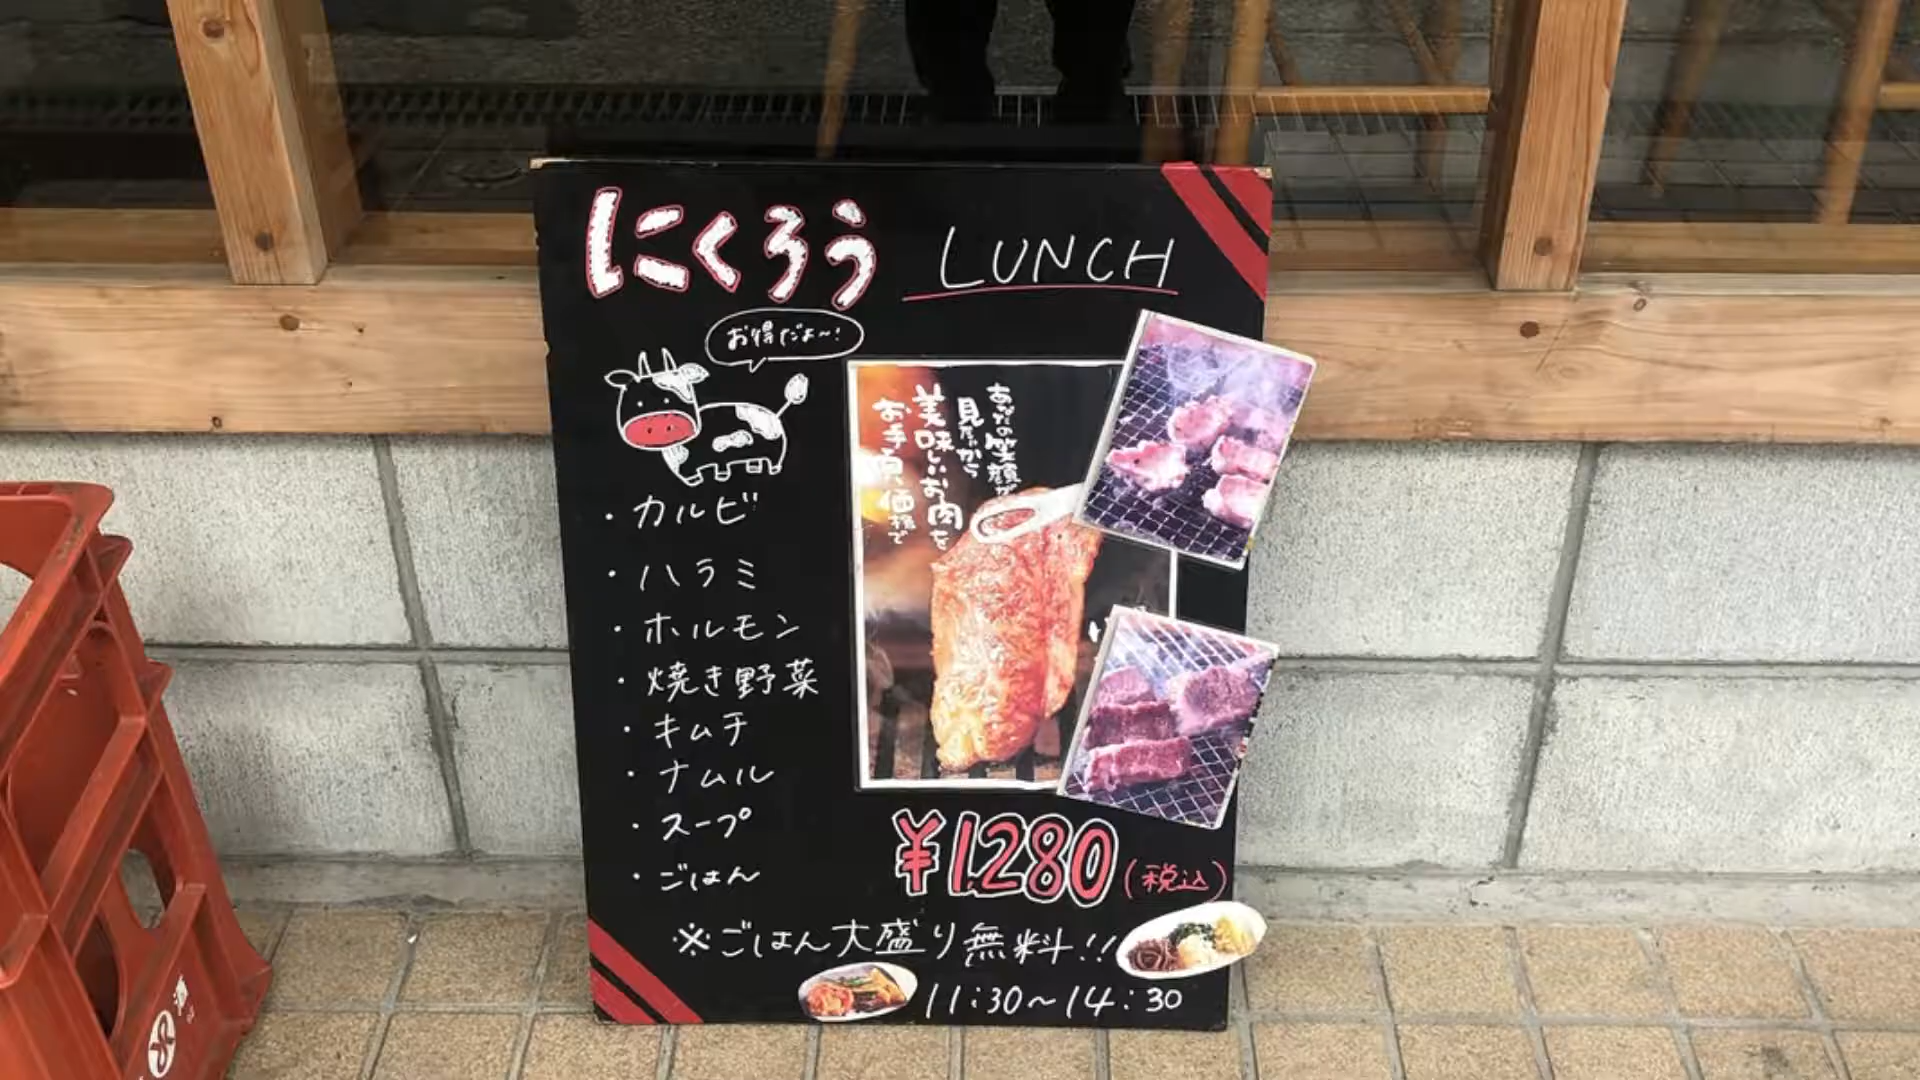 にくろう LUNCH
お得だよ〜!
・カルビ
・ハラミ
・ホルモン
・焼き野菜
・キムチ
・ナムル
・スープ
・ごはん
あなたの笑顔が
見たいから
美味しいお肉を
お手頃価格で
¥1,280(税込)
※ごはん大盛り無料!!
11:30〜14:30
酒